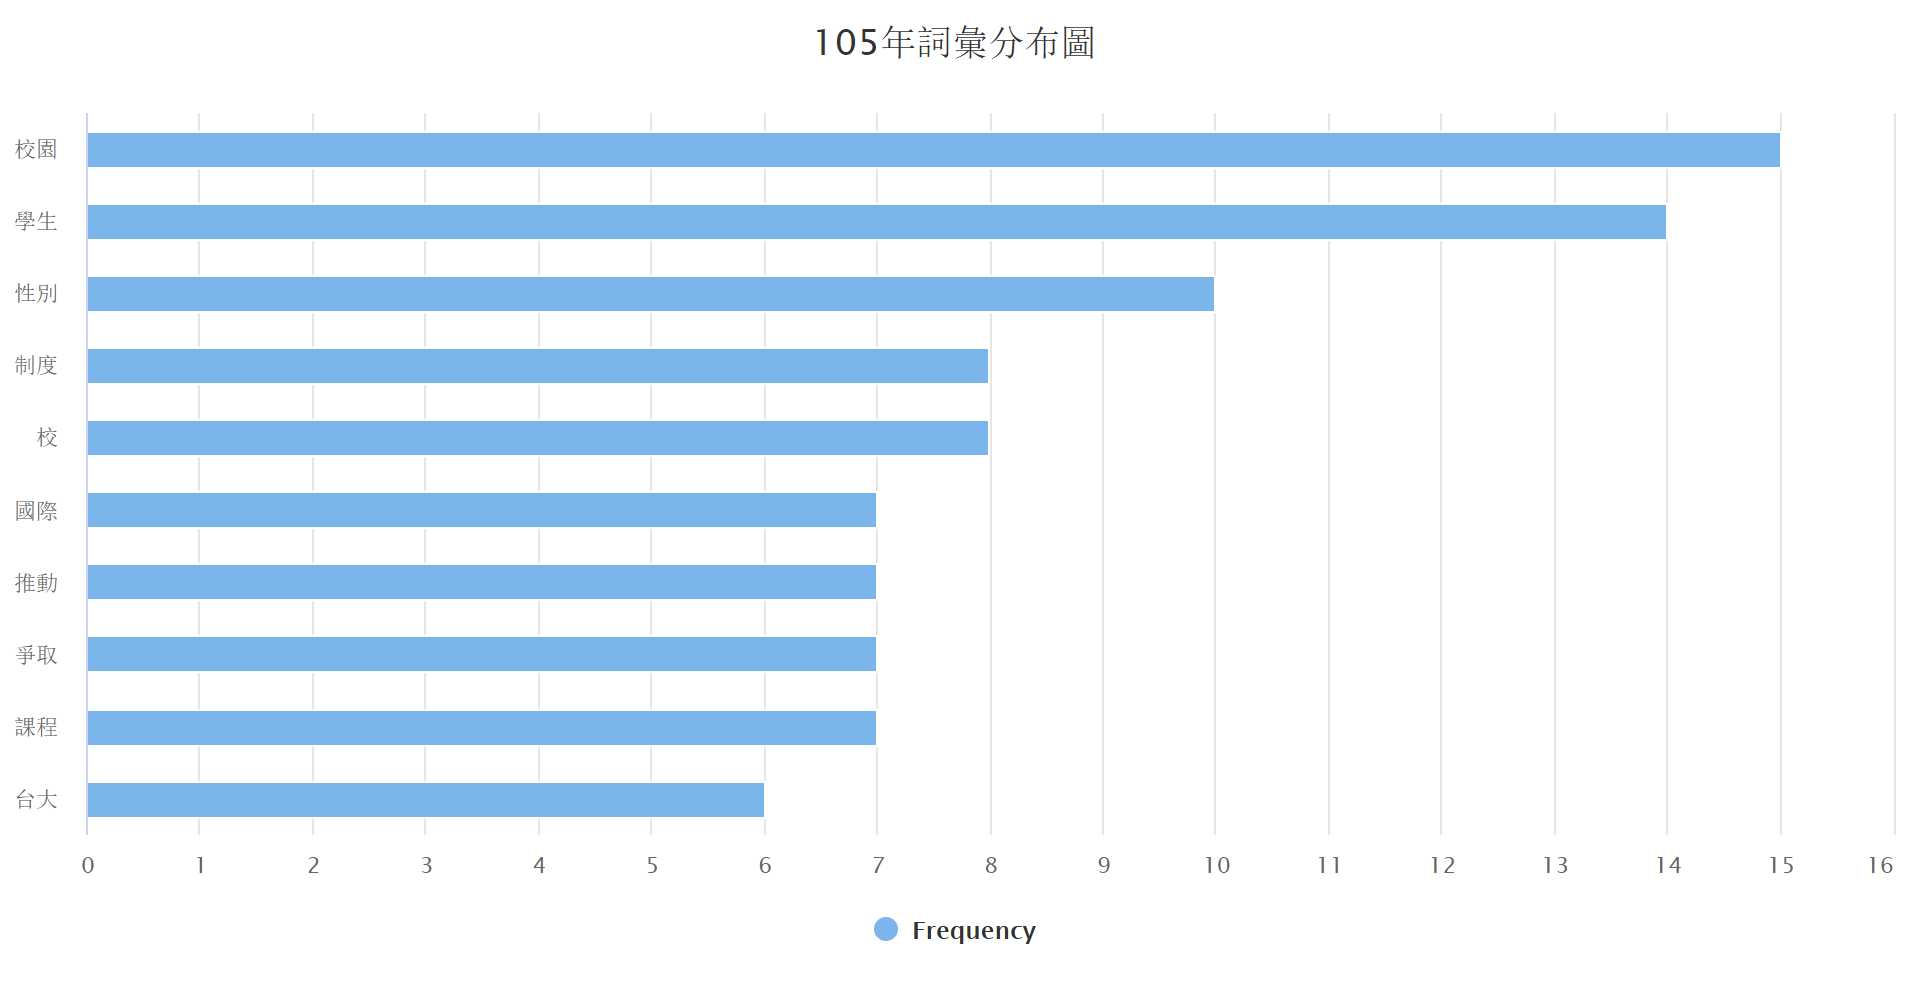 105年詞彙分布圖
校園
學生
性別
制度
校
國際
推動
爭取
課程
台大
0 1 2 3 4 5 6 7 8 9 10 11 12 13 14 15 16
Frequency